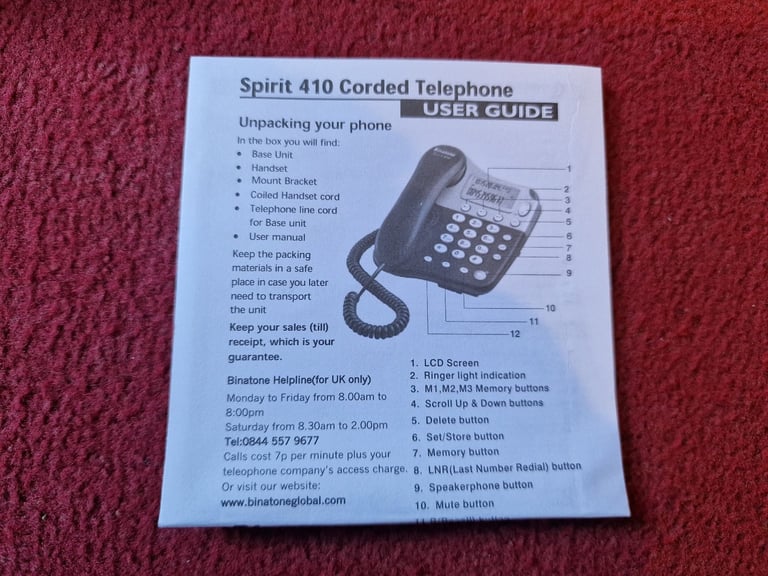 Spirit 410 Corded Telephone
USER GUIDE
Unpacking your phone
In the box you will find:
• Base Unit
• Handset
• Mount Bracket
• Coiled Handset cord
• Telephone line cord
for Base unit
• User manual
Keep the packing
materials in a safe
place in case you later
need to transport
the unit
Keep your sales (till)
receipt, which is your
guarantee.
Binatone Helpline(for UK only)
Monday to Friday from 8.00am to
8:00pm
Saturday from 8.30am to 2.00pm
Tel:0844 557 9677
Calls cost 7p per minute plus your
teleophone company's access charge.
Or visit our website:
www.binatoneglobal.com
Binatone
1
2
3
4
5
6
7
8
9
10
11
12
1. LCD Screen
2. Ringer light indication
3. M1,M2,M3 Memory buttons
4. Scroll Up & Down buttons
5. Delete button
6. Set/Store button
7. Memory button
8. LNR(Last Number Redial) button
9. Speakerphone button
10. Mute button